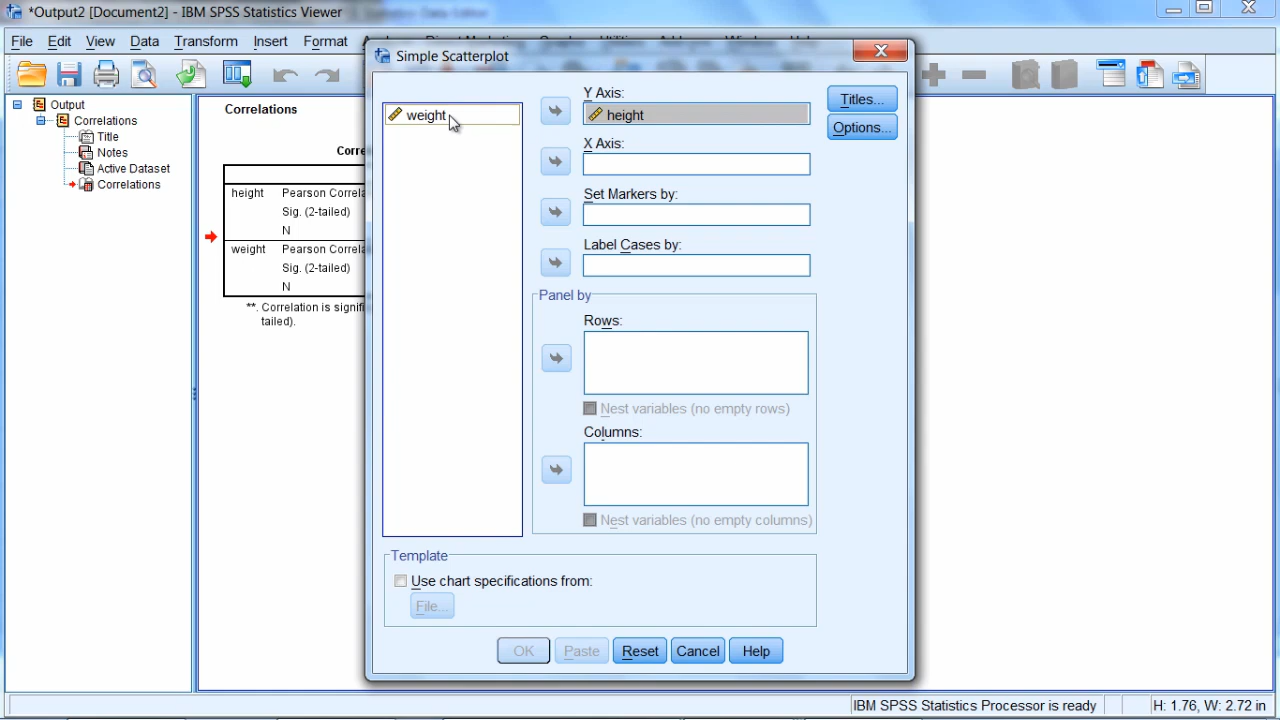 *Output2 [Document2] - IBM SPSS Statistics Viewer
File Edit View Data Transform Insert Format
Simple Scatterplot
Output
Correlations
Title
Notes
Active Dataset
Correlations
Correlations
height Pearson Correla
Sig. (2-tailed)
N
weight Pearson Correla
Sig. (2-tailed)
N
**. Correlation is signifi
tailed).
weight
Y Axis:
height
X Axis:
Set Markers by:
Label Cases by:
Panel by
Rows:
Nest variables (no empty rows)
Columns:
Nest variables (no empty columns)
Titles...
Options...
Template
Use chart specifications from:
File...
OK Paste Reset Cancel Help
IBM SPSS Statistics Processor is ready H: 1.76, W: 2.72 in